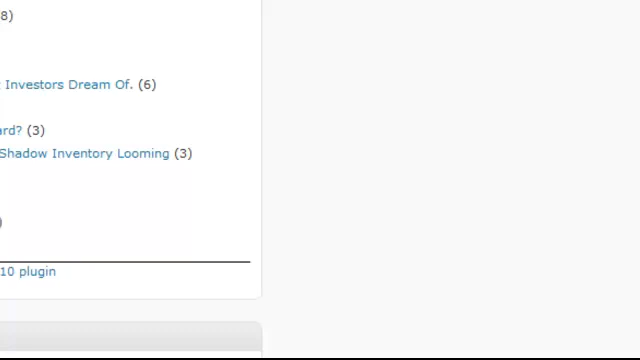 8)
Investors Dream Of. (6)
ard? (3)
Shadow Inventory Looming (3)
)
10 plugin